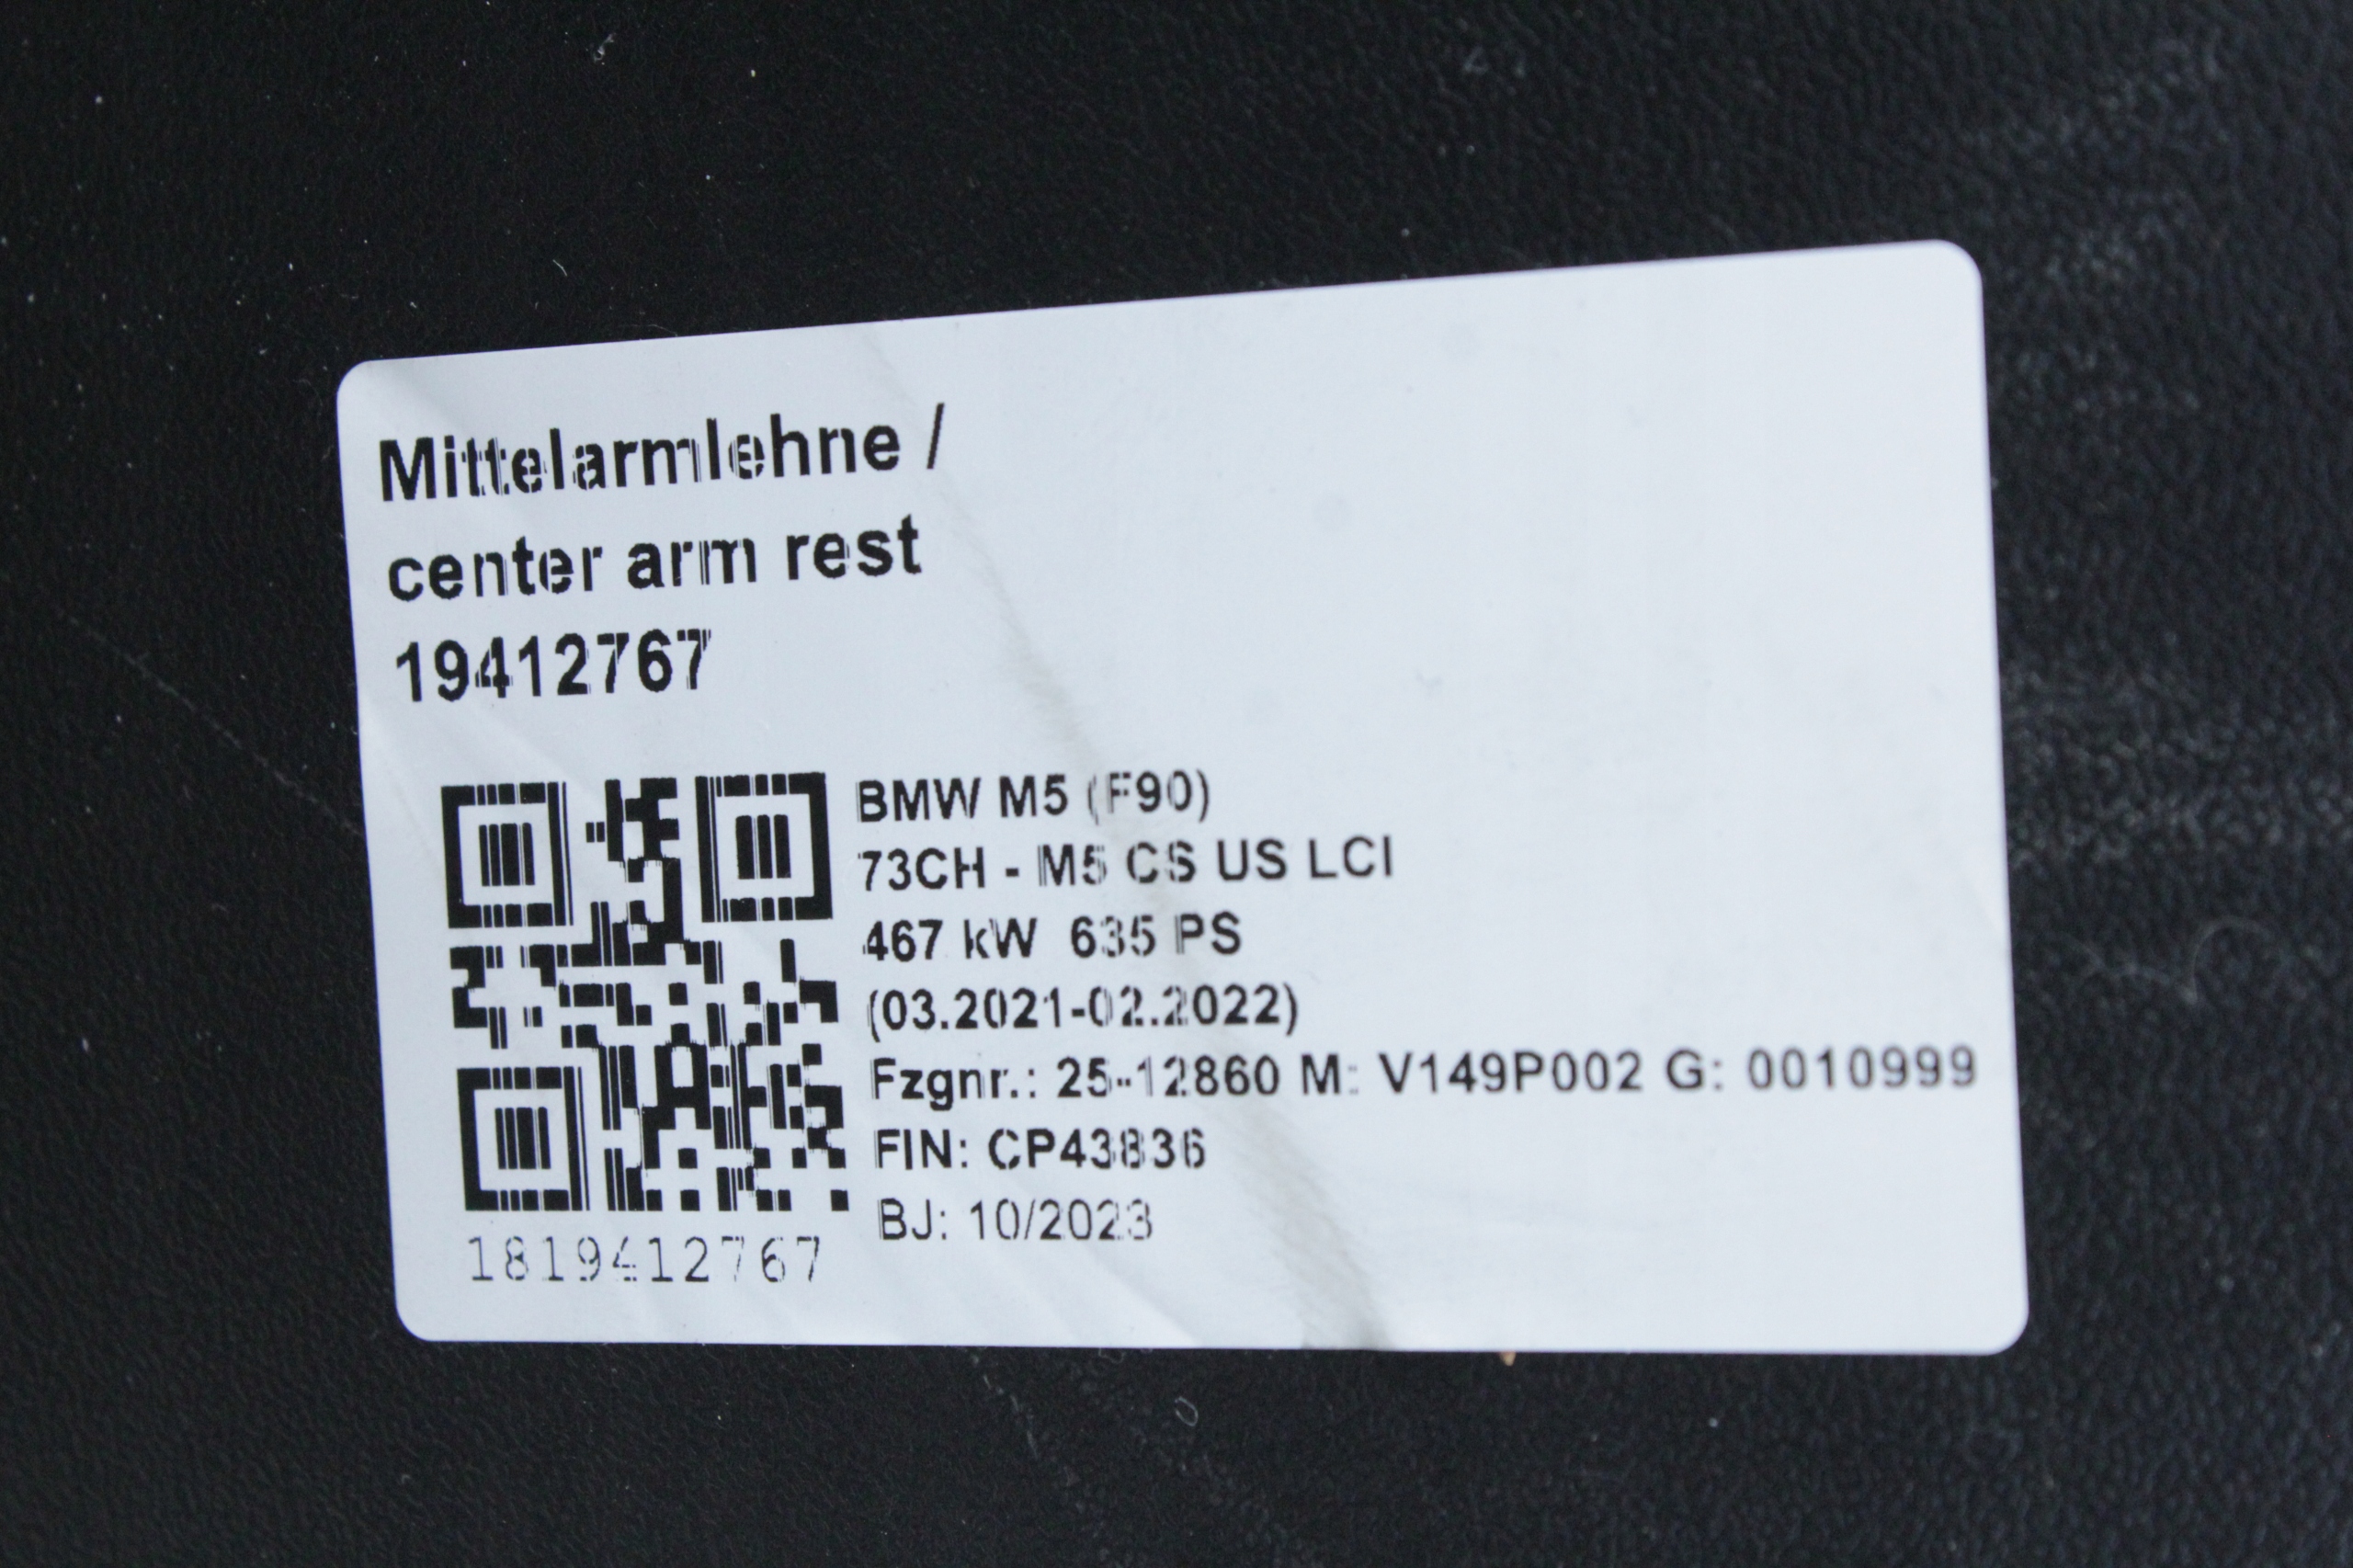 Mittelarmlehne /
center arm rest
19412767
BMW M5 (F90)
73CH - M5 CS US LCI
467 kW  635 PS
(03.2021-02.2022)
Fzgnr.: 25-12860 M: V149P002 G: 0010999
FIN: CP43836
BJ: 10/2023
1819412767